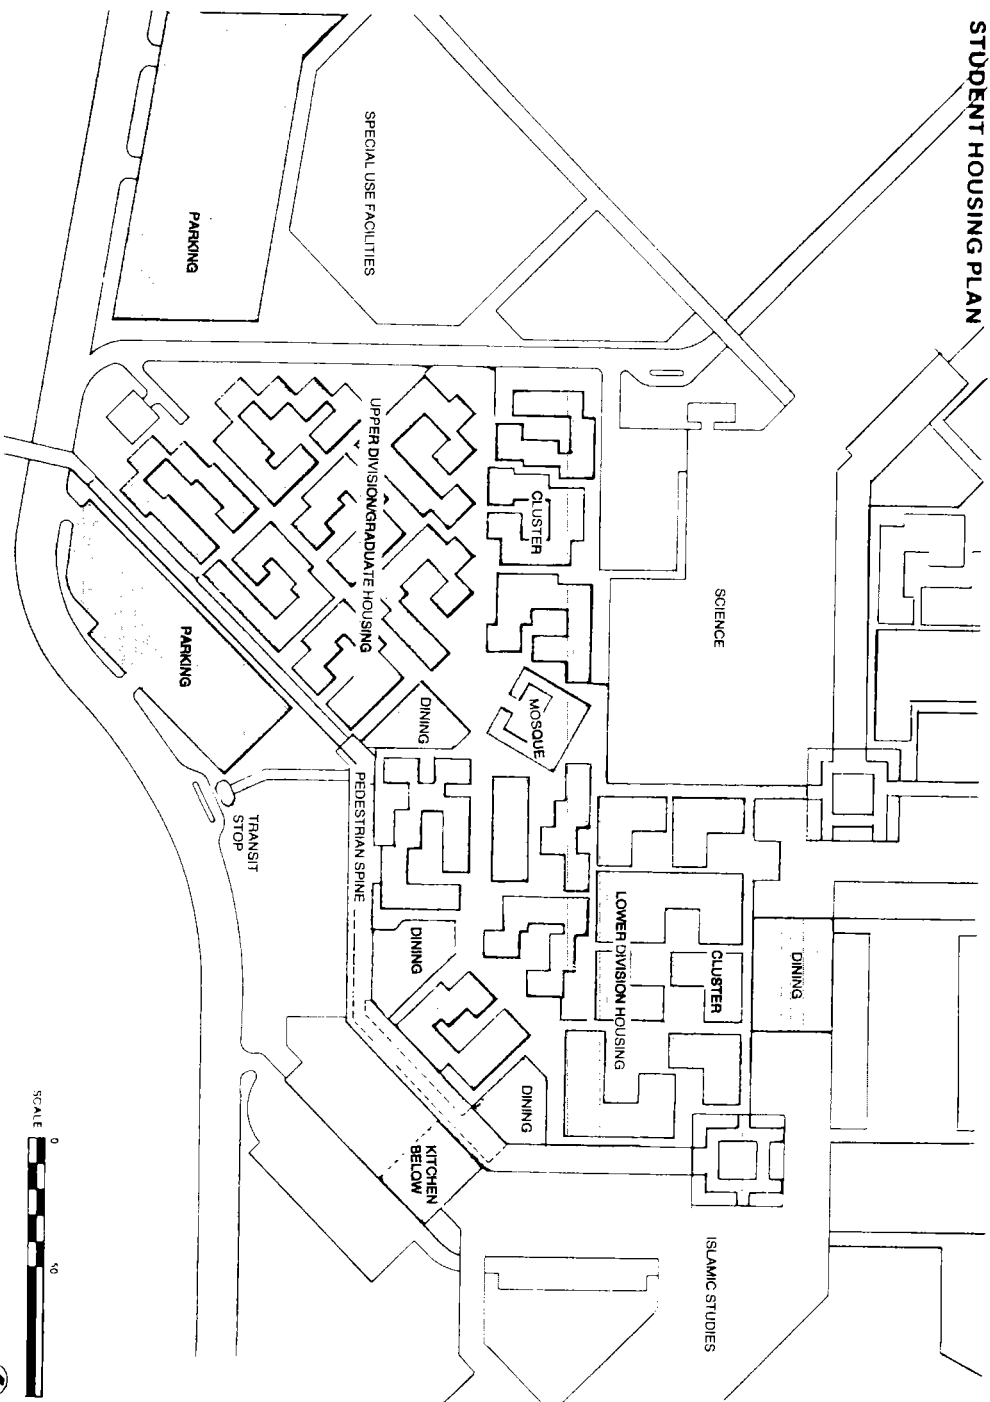 STUDENT HOUSING PLAN
SPECIAL USE FACILITIES
PARKING
UPPER DIVISION/GRADUATE HOUSING
CLUSTER
SCIENCE
PARKING
DINING
MOSQUE
TRANSIT
STOP
PEDESTRIAN SPINE
DINING
LOWER DIVISION HOUSING
CLUSTER
DINING
DINING
KITCHEN
BELOW
ISLAMIC STUDIES
SCALE
0
50